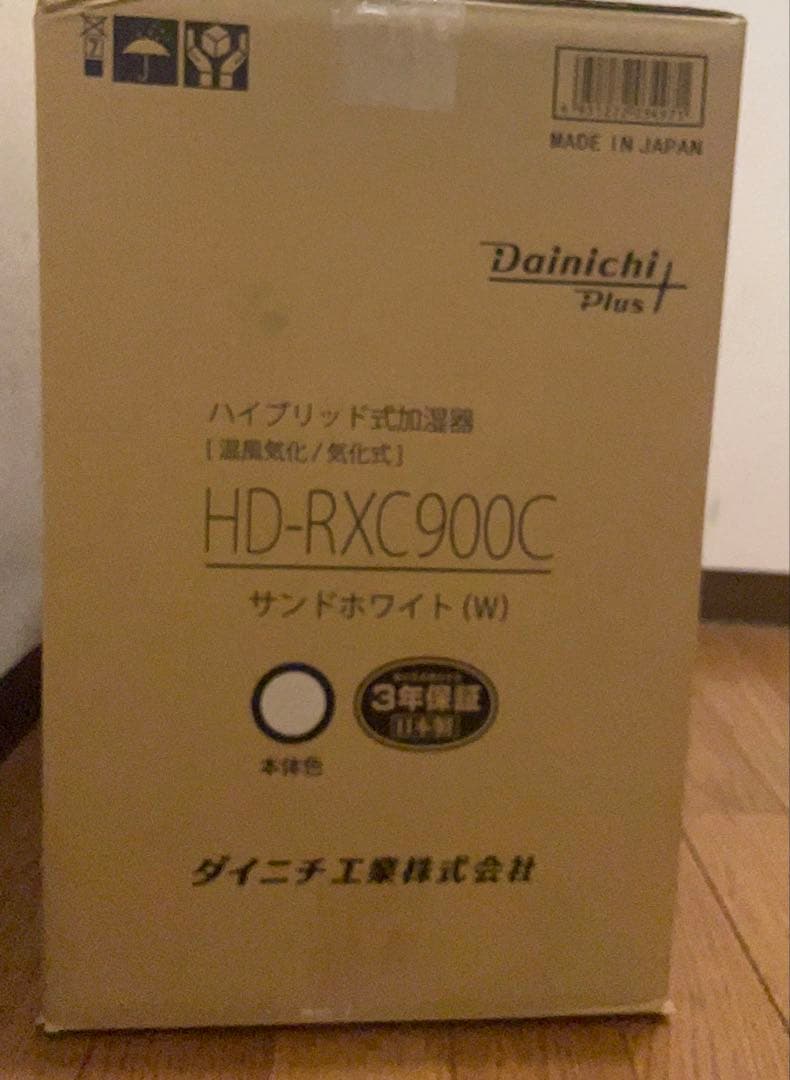 7
MADE IN JAPAN
Dainichi
Plus
ハイブリッド式加湿器
[温風気化/気化式]
HD-RXC900C
サンドホワイト(W)
3年保証
日本製
本体色
ダイニチ工業株式会社